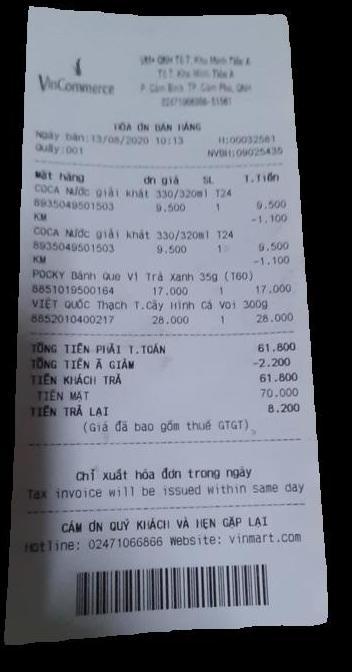 VinCommerce
VM+ QNH Tổ 7, Khu Minh Tiến A
Tổ 7, Khu Minh Tiến A
P. Cẩm Bình TP. Cẩm Phả, QNH
HÓA ĐƠN BÁN HÀNG
Ngày bán:13/08/2020 10:13 H:00032581
Quầy:001 NVBH:09025435
Mặt hàng đn giá SL T.Tiền
COCA Nước giải khát 330/320ml T24
8935049501503 9.500 1 9.500
KM -1.100
COCA Nước giải khát 330/320ml T24
8935049501503 9.500 1 9.500
KM -1.100
POCKY Bánh Que Vị Trà Xanh 35g (T60)
8851019500164 17.000 1 17.000
VIỆT QUỐC Thạch T.Cây Hình Cá Voi 300g
8852010400217 28.000 1 28.000
TỔNG TIỀN PHẢI T.TOÁN 61.800
TỔNG TIỀN Ã GIẢM -2.200
TIỀN KHÁCH TRẢ 61.800
TIỀN MẶT 70.000
TIỀN TRẢ LẠI 8.200
(Giá đã bao gồm thuế GTGT)
Chỉ xuất hóa đơn trong ngày
Tax invoice will be issued within same day
CẢM ƠN QUÝ KHÁCH VÀ HẸN GẶP LẠI
Hotline: 02471066866 Website: vinmart.com